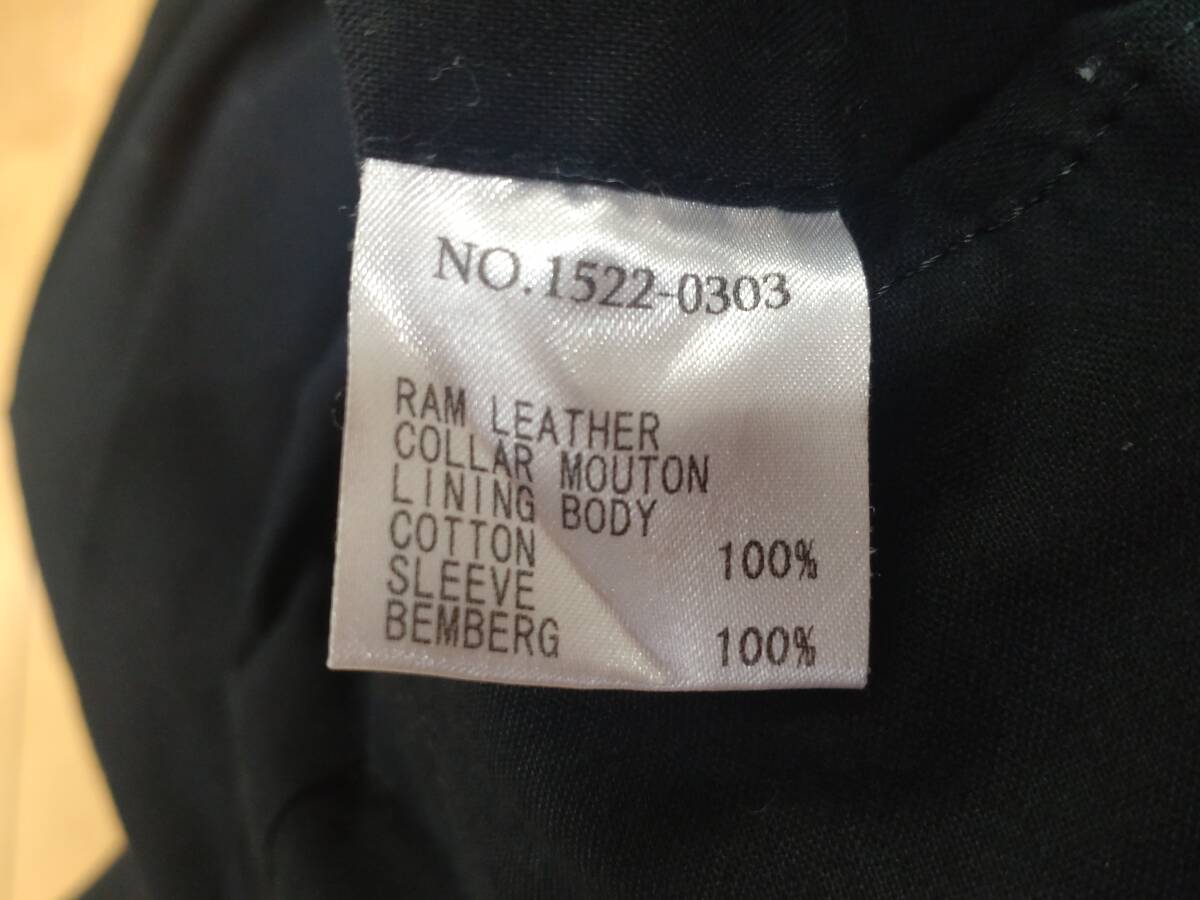 NO.1522-0303
RAM LEATHER
COLLAR MOUTON
LINING BODY
COTTON 100%
SLEEVE
BEMBERG 100%